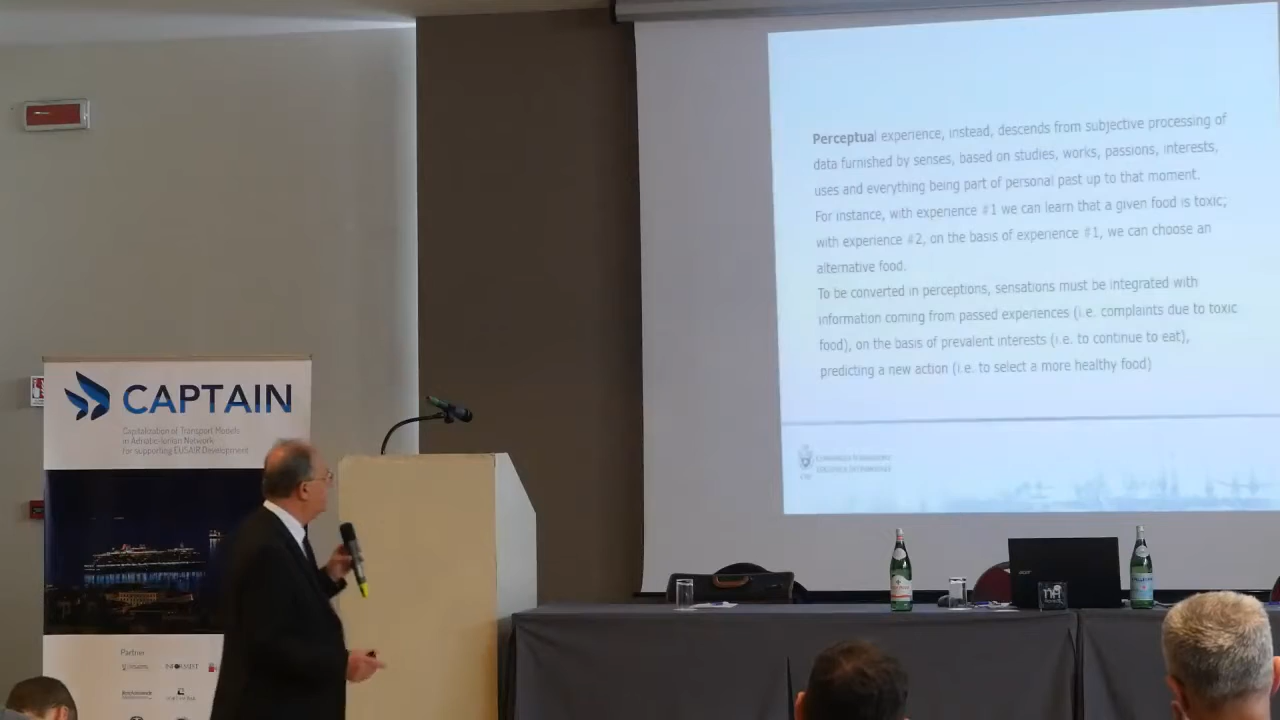 Perceptual experience, instead, descends from subjective processing of
data furnished by senses, based on studies, works, passions, interests,
uses and everything being part of personal past up to that moment.
For instance, with experience #1 we can learn that a given food is toxic;
with experience #2, on the basis of experience #1, we can choose an
alternative food.
To be converted in perceptions, sensations must be integrated with
information coming from passed experiences (i.e. complaints due to toxic
food), on the basis of prevalent interests (i.e. to continue to eat),
predicting a new action (i.e. to select a more healthy food)
CAPTAIN
Capitalisation of Transport Models
in Adriatic-Ionian Network
for supporting EUSAIR Development
Partner
acer